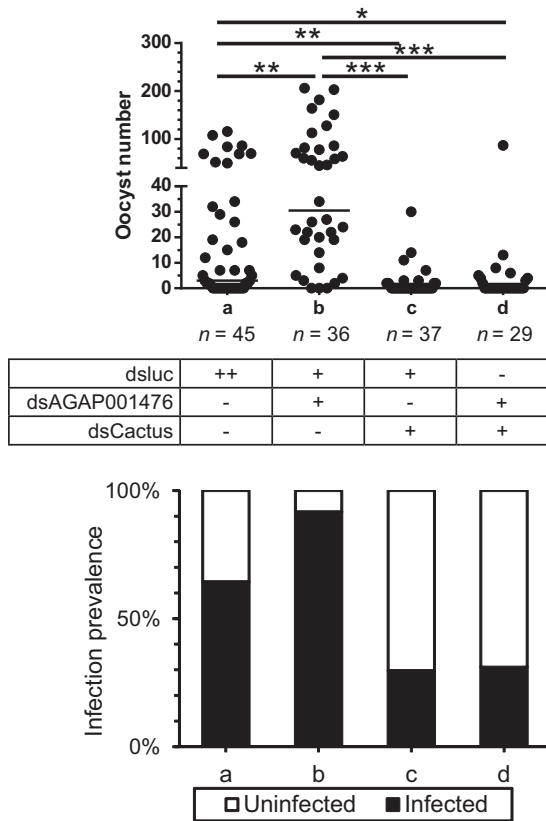 *
**
***
** ***
300
200
100
40
30
20
10
0
Oocyst number
a b c d
n = 45 n = 36 n = 37 n = 29
dsluc ++ + + -
dsAGAP001476 - + - +
dsCactus - - + +
100%
50%
0%
Infection prevalence
a b c d
Uninfected Infected